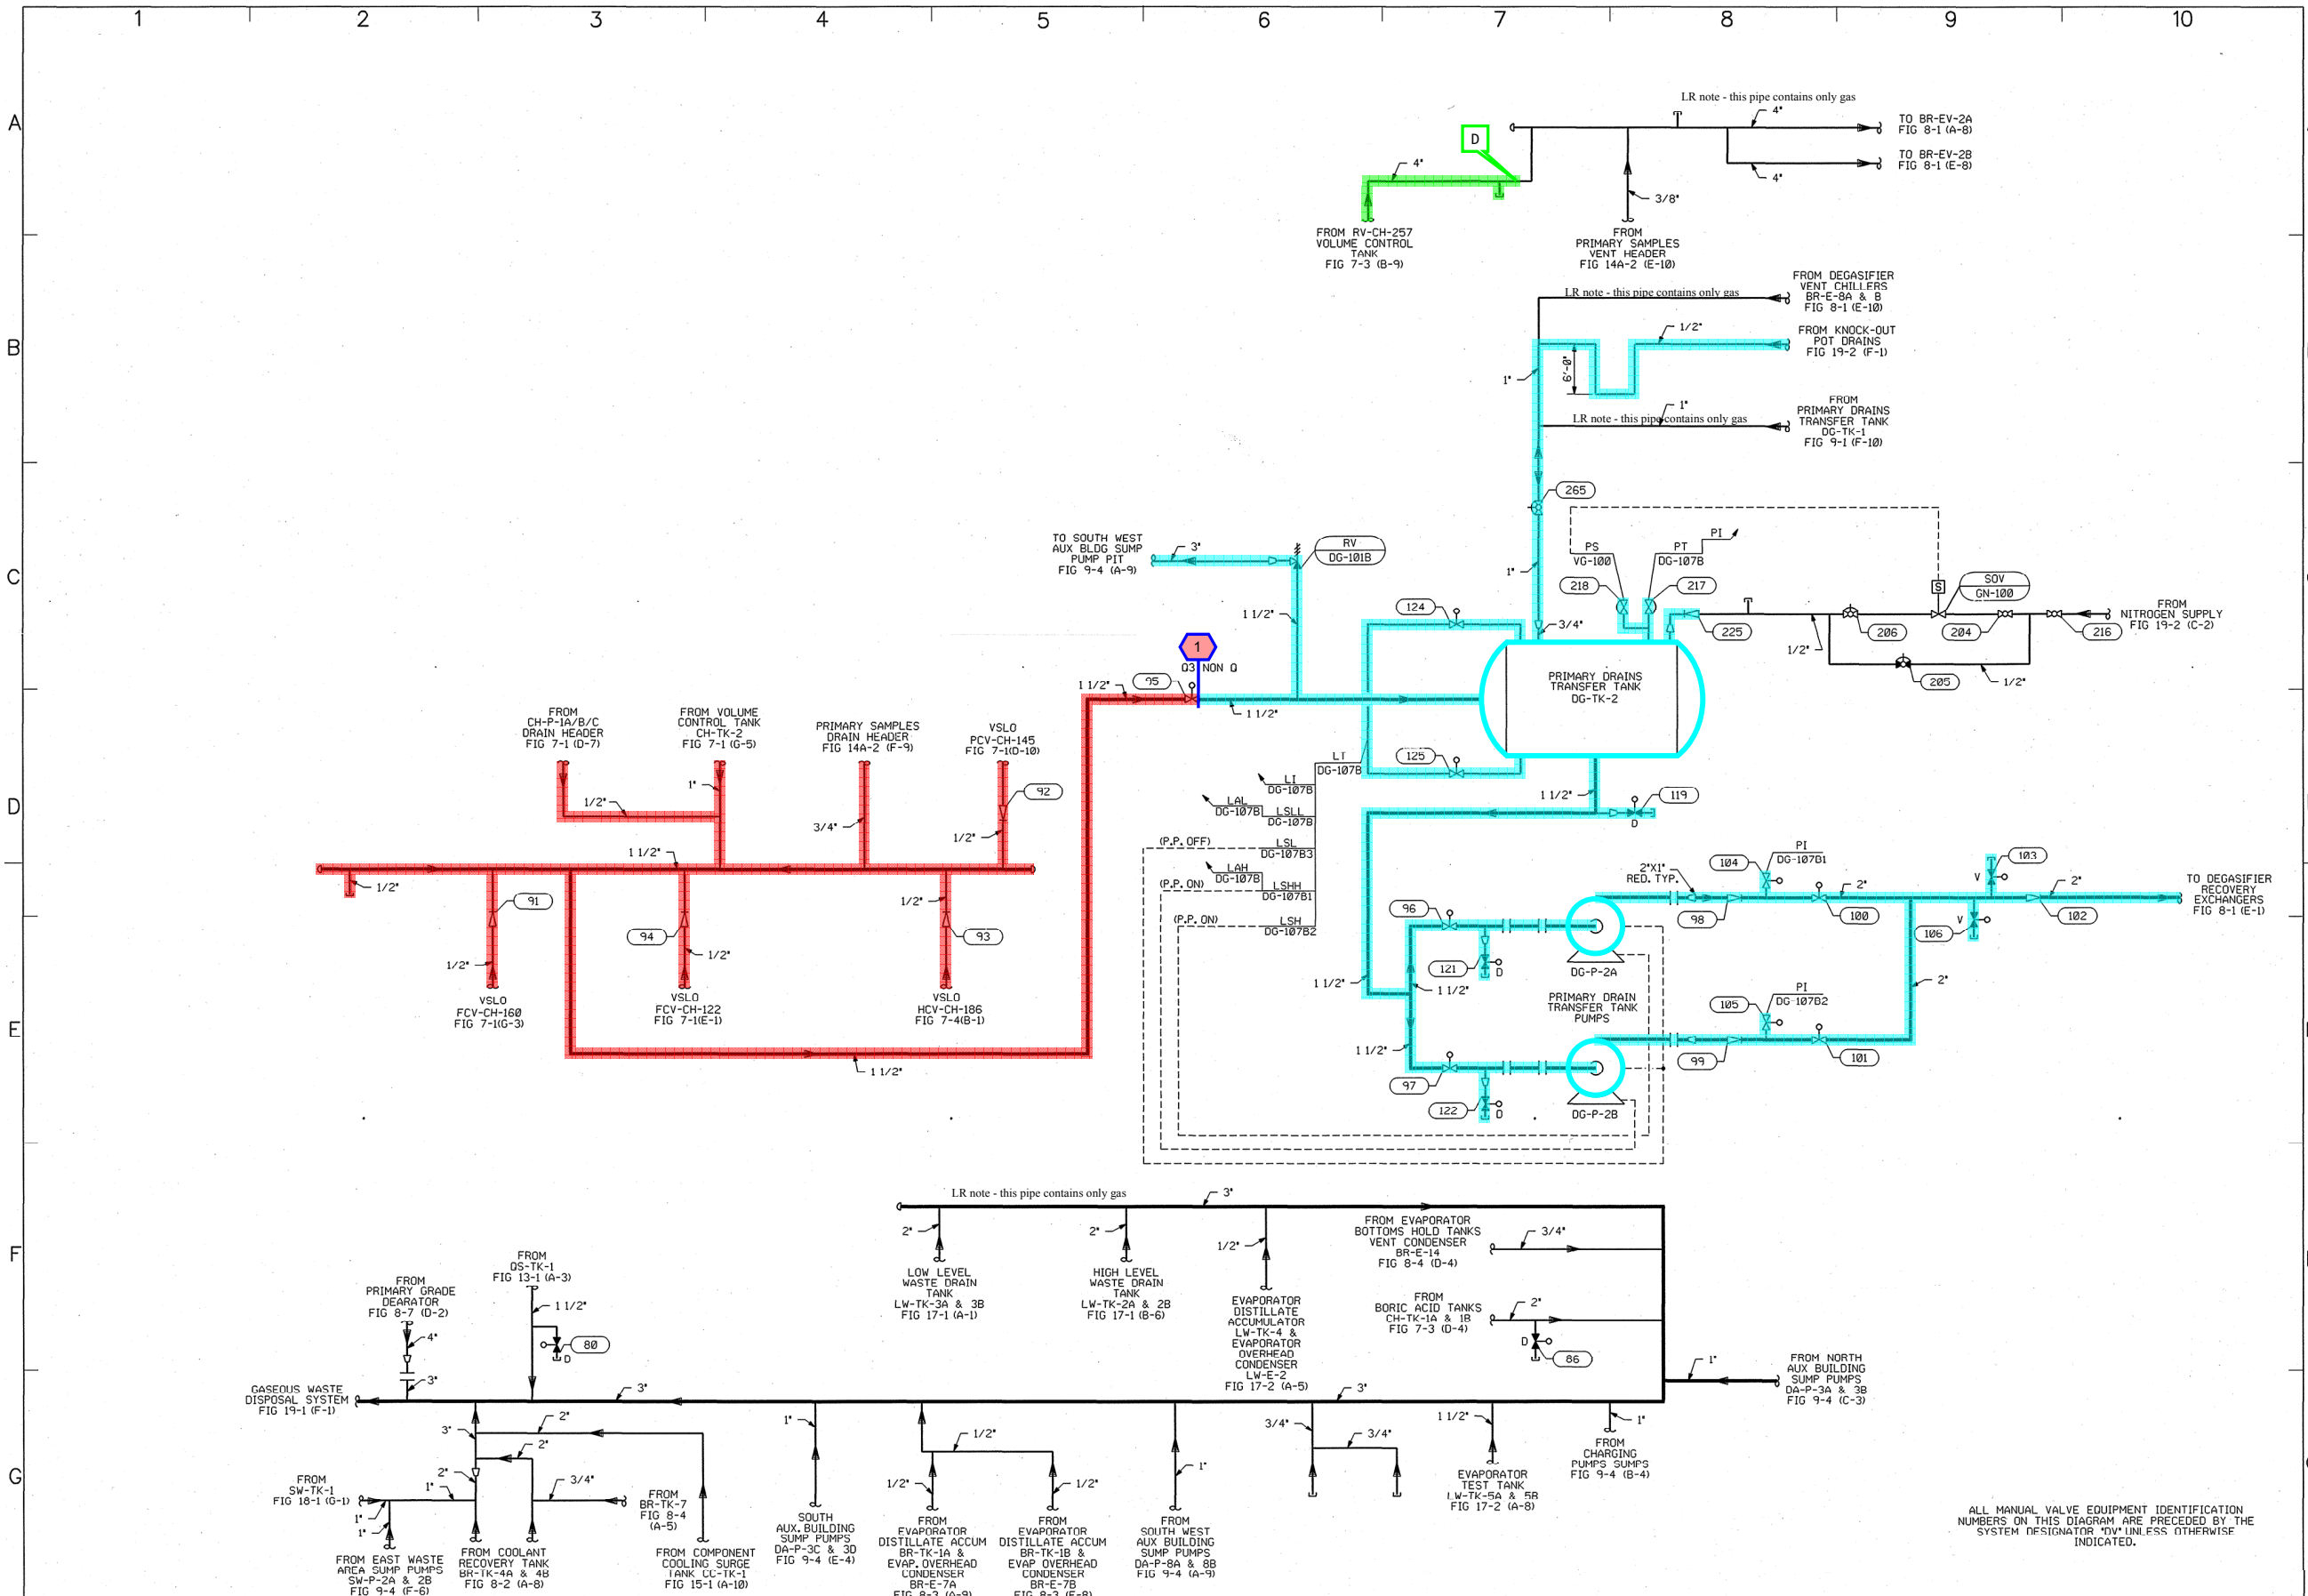 1 2 3 4 5 6 7 8 9 10
A
LR note - this pipe contains only gas
4"
TO BR-EV-2A
FIG 8-1 (A-8)
D
4"
TO BR-EV-2B
FIG 8-1 (E-8)
4"
3/8"
FROM RV-CH-257
VOLUME CONTROL
TANK
FIG 7-3 (B-9)
FROM
PRIMARY SAMPLES
VENT HEADER
FIG 14A-2 (E-10)
B
LR note - this pipe contains only gas
FROM DEGASIFIER
VENT CHILLERS
BR-E-8A & B
FIG 8-1 (E-10)
1/2"
FROM KNOCK-OUT
POT DRAINS
FIG 19-2 (F-1)
6'-0"
1"
1"
LR note - this pipe contains only gas
FROM
PRIMARY DRAINS
TRANSFER TANK
DG-TK-1
FIG 9-1 (F-10)
265
C
TO SOUTH WEST
AUX BLDG SUMP
PUMP PIT
FIG 9-4 (A-9)
3"
RV
DG-101B
1"
PS
VG-100
PT
DG-107B
PI
218
217
S
SOV
GN-100
FROM
NITROGEN SUPPLY
FIG 19-2 (C-2)
1 1/2"
124
3/4"
225
206
204
216
1/2"
205
1/2"
1
Q3 NON Q
95
1 1/2"
1 1/2"
PRIMARY DRAINS
TRANSFER TANK
DG-TK-2
D
FROM
CH-P-1A/B/C
DRAIN HEADER
FIG 7-1 (D-7)
FROM VOLUME
CONTROL TANK
CH-TK-2
FIG 7-1 (G-5)
PRIMARY SAMPLES
DRAIN HEADER
FIG 14A-2 (F-9)
VSLO
PCV-CH-145
FIG 7-1(D-10)
1"
1/2"
3/4"
92
1/2"
1 1/2"
LT
DG-107B
125
LI
DG-107B
LAL
DG-107B
LSLL
DG-107B
(P.P. OFF)
LSL
DG-107B3
LAH
DG-107B
(P.P. ON)
LSHH
DG-107B1
(P.P. ON)
LSH
DG-107B2
1 1/2"
119
D
1/2"
91
1/2"
94
1/2"
1/2"
93
VSLO
FCV-CH-160
FIG 7-1(G-3)
VSLO
FCV-CH-122
FIG 7-1(E-1)
VSLO
HCV-CH-186
FIG 7-4(B-1)
1 1/2"
E
2"X1"
RED. TYP.
104
PI
DG-107B1
2"
103
V
2"
TO DEGASIFIER
RECOVERY
EXCHANGERS
FIG 8-1 (E-1)
98
100
V
106
102
96
121
D
DG-P-2A
1 1/2"
1 1/2"
PRIMARY DRAIN
TRANSFER TANK
PUMPS
105
PI
DG-107B2
2"
1 1/2"
97
99
101
122
D
DG-P-2B
F
LR note - this pipe contains only gas
3"
2"
2"
1/2"
LOW LEVEL
WASTE DRAIN
TANK
LW-TK-3A & 3B
FIG 17-1 (A-1)
HIGH LEVEL
WASTE DRAIN
TANK
LW-TK-2A & 2B
FIG 17-1 (B-6)
EVAPORATOR
DISTILLATE
ACCUMULATOR
LW-TK-4 &
EVAPORATOR
OVERHEAD
CONDENSER
LW-E-2
FIG 17-2 (A-5)
FROM EVAPORATOR
BOTTOMS HOLD TANKS
VENT CONDENSER
BR-E-14
FIG 8-4 (D-4)
3/4"
FROM
BORIC ACID TANKS
CH-TK-1A & 1B
FIG 7-3 (D-4)
2"
D
86
FROM
PRIMARY GRADE
DEARATOR
FIG 8-7 (D-2)
FROM
QS-TK-1
FIG 13-1 (A-3)
1 1/2"
4"
80
D
3"
1"
FROM NORTH
AUX BUILDING
SUMP PUMPS
DA-P-3A & 3B
FIG 9-4 (C-3)
GASEOUS WASTE
DISPOSAL SYSTEM
FIG 19-1 (F-1)
3"
3"
G
3"
2"
2"
2"
1"
3/4"
FROM
SW-TK-1
FIG 18-1 (G-1)
1"
1"
FROM EAST WASTE
AREA SUMP PUMPS
SW-P-2A & 2B
FIG 9-4 (F-6)
FROM COOLANT
RECOVERY TANK
BR-TK-4A & 4B
FIG 8-2 (A-8)
FROM
BR-TK-7
FIG 8-4
(A-5)
FROM COMPONENT
COOLING SURGE
TANK CC-TK-1
FIG 15-1 (A-10)
1"
SOUTH
AUX. BUILDING
SUMP PUMPS
DA-P-3C & 3D
FIG 9-4 (E-4)
1/2"
1/2"
1/2"
FROM
EVAPORATOR
DISTILLATE ACCUM
BR-TK-1A &
EVAP. OVERHEAD
CONDENSER
BR-E-7A
FIG 8-3 (A-9)
FROM
EVAPORATOR
DISTILLATE ACCUM
BR-TK-1B &
EVAP OVERHEAD
CONDENSER
BR-E-7B
FIG 8-3 (E-8)
1"
FROM
SOUTH WEST
AUX BUILDING
SUMP PUMPS
DA-P-8A & 8B
FIG 9-4 (A-9)
3/4"
3/4"
1 1/2"
EVAPORATOR
TEST TANK
LW-TK-5A & 5B
FIG 17-2 (A-8)
1"
FROM
CHARGING
PUMPS SUMPS
FIG 9-4 (B-4)
ALL MANUAL VALVE EQUIPMENT IDENTIFICATION
NUMBERS ON THIS DIAGRAM ARE PRECEDED BY THE
SYSTEM DESIGNATOR "DV" UNLESS OTHERWISE
INDICATED.